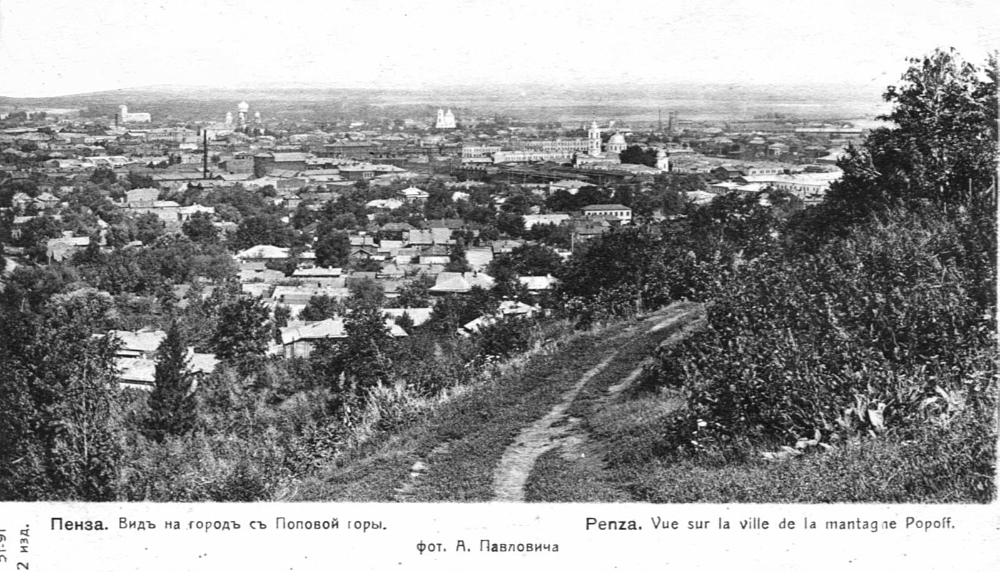 Пенза. Видъ на городъ съ Поповой горы.
Penza. Vue sur la ville de la mantagne Popoff.
фот. А. Павловича
2 изд.